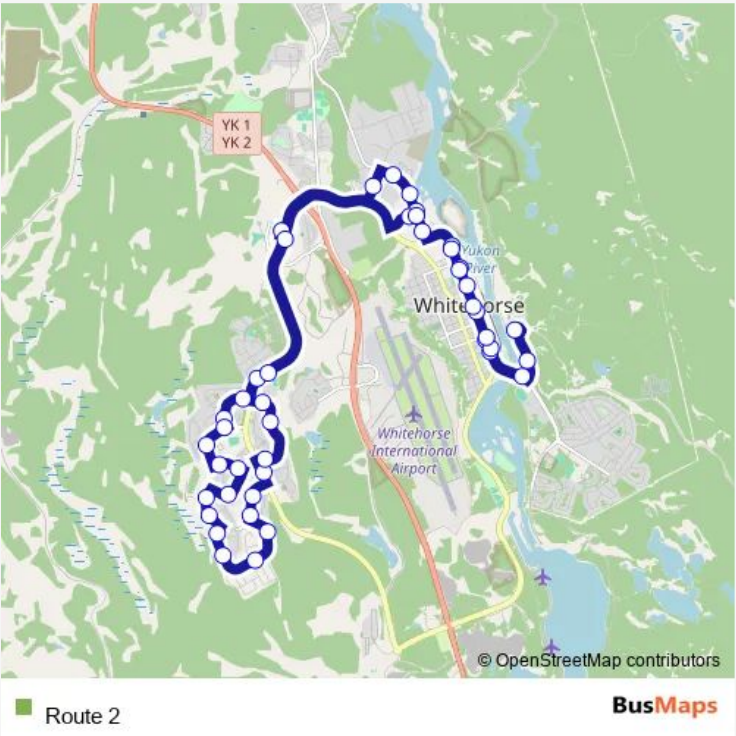 YK 1
YK 2
Yukon
River
Whitehorse
Whitehorse
International
Airport
© OpenStreetMap contributors
Route 2
BusMaps